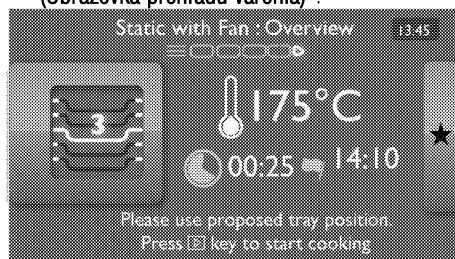 (Obrazovka prehľadu varenia) .
Static with Fan : Overview
13:45
3
175°C
00:25
14:10
Please use proposed tray position.
Press key to start cooking